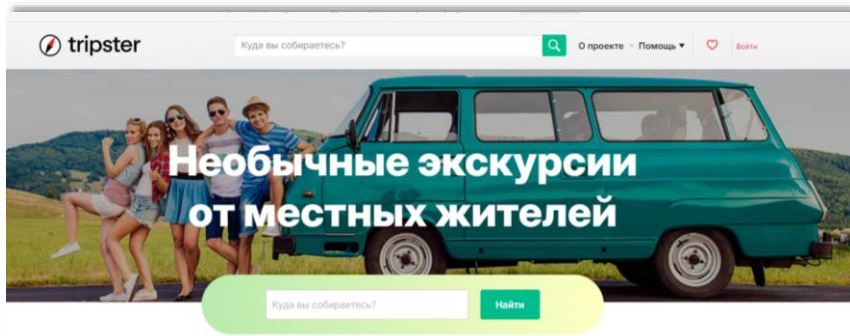 tripster
Куда вы собираетесь?
О проекте · Помощь ▾
Войти
Необычные экскурсии
от местных жителей
Куда вы собираетесь?
Найти